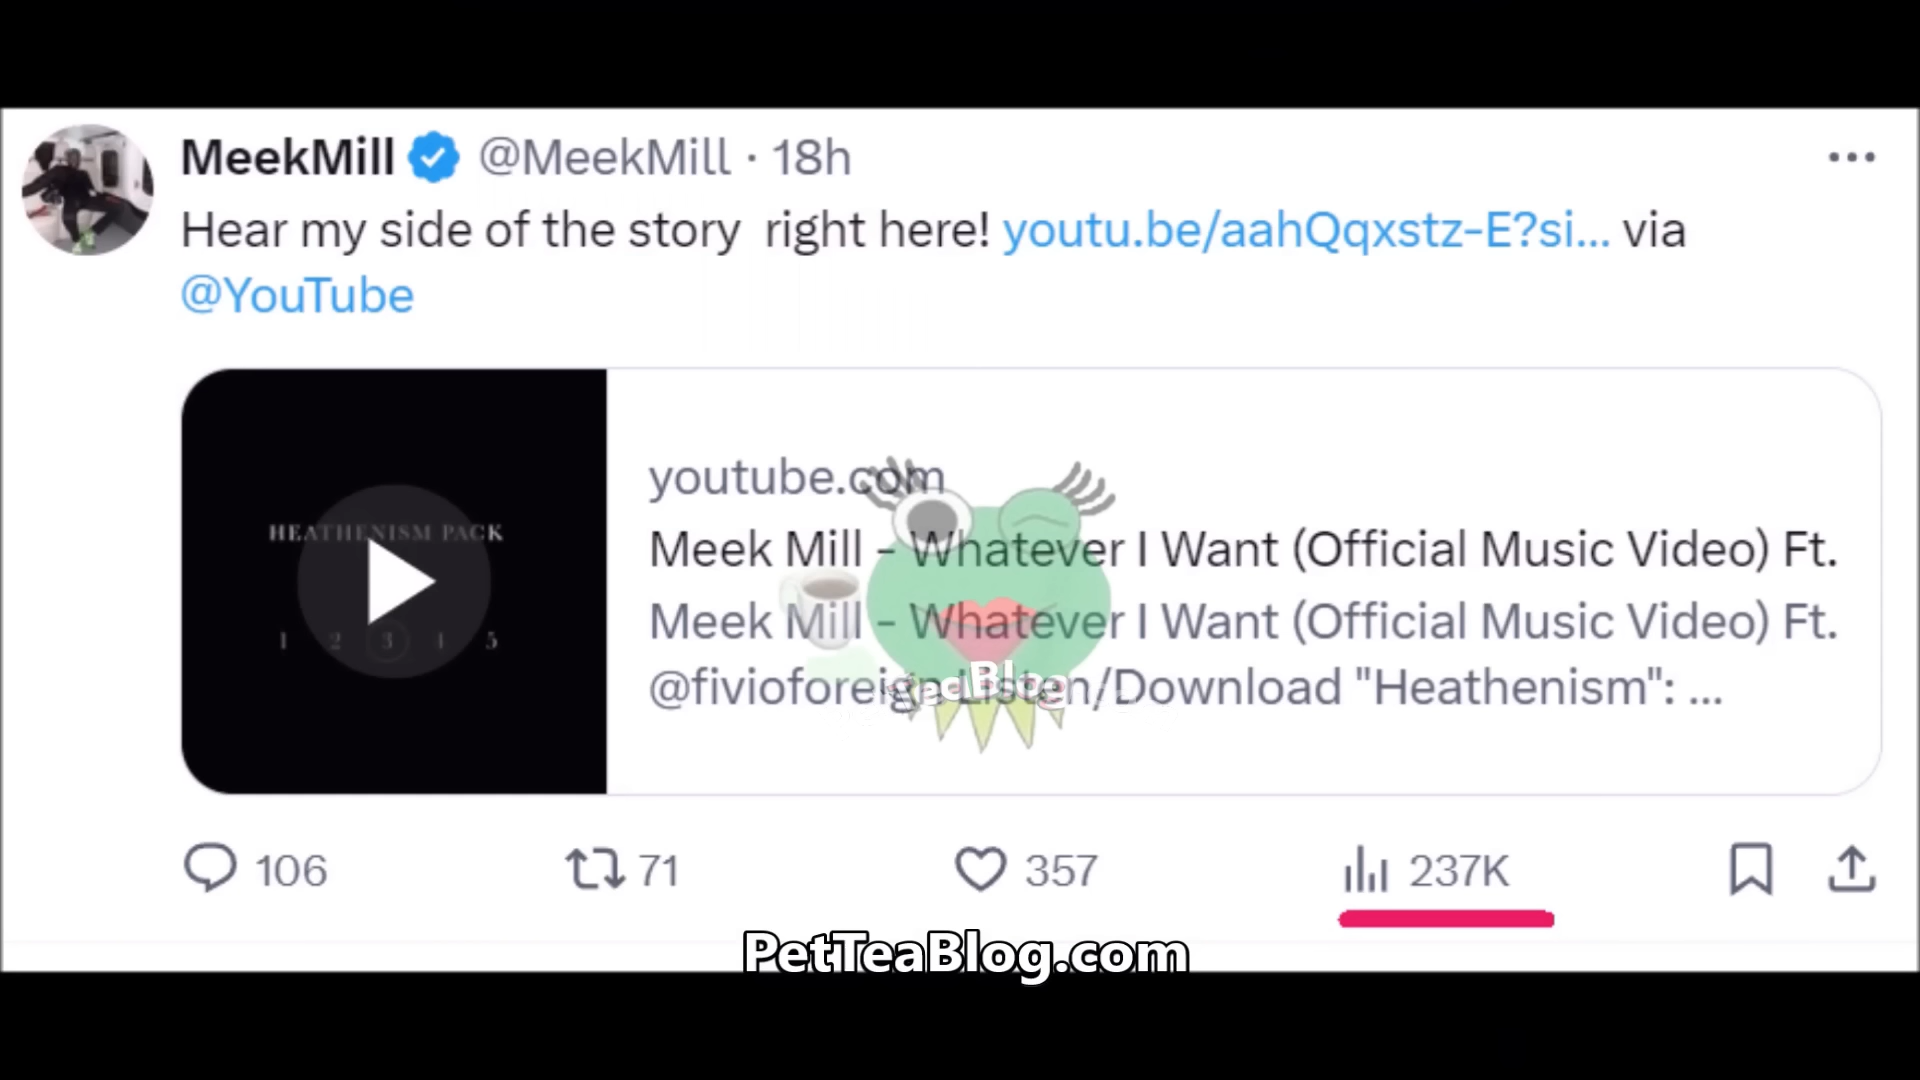 MeekMill @MeekMill · 18h
Hear my side of the story right here! youtu.be/aahQqxstz-E?si... via
@YouTube
HEATHENISM PACK
1 2 3 4 5
youtube.com
Meek Mill - Whatever I Want (Official Music Video) Ft.
Meek Mill - Whatever I Want (Official Music Video) Ft.
@fivioforeign Listen/Download "Heathenism": ...
TeaBlog
106 71 357 237K
PetTeaBlog.com